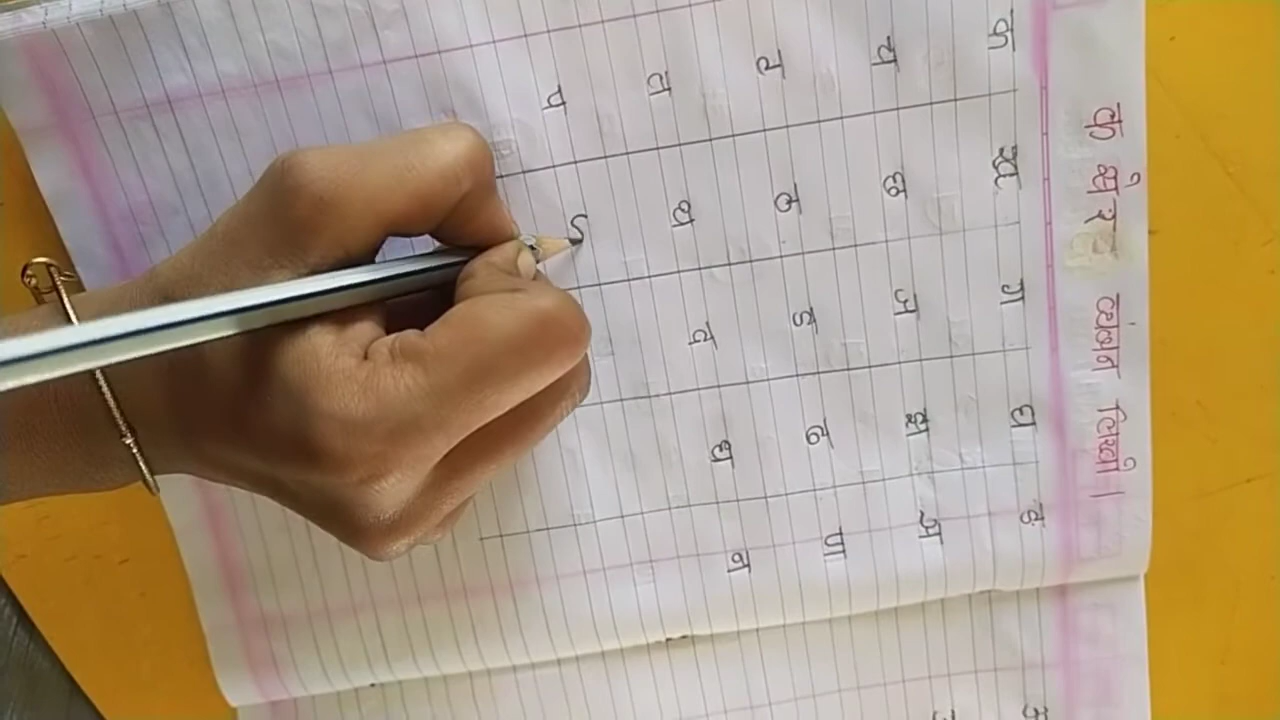 क से व्यंजन लिखो ।
क ख ग घ ङ
च छ ज झ ञ
ट ठ ड ढ ण
त थ द ध न
प